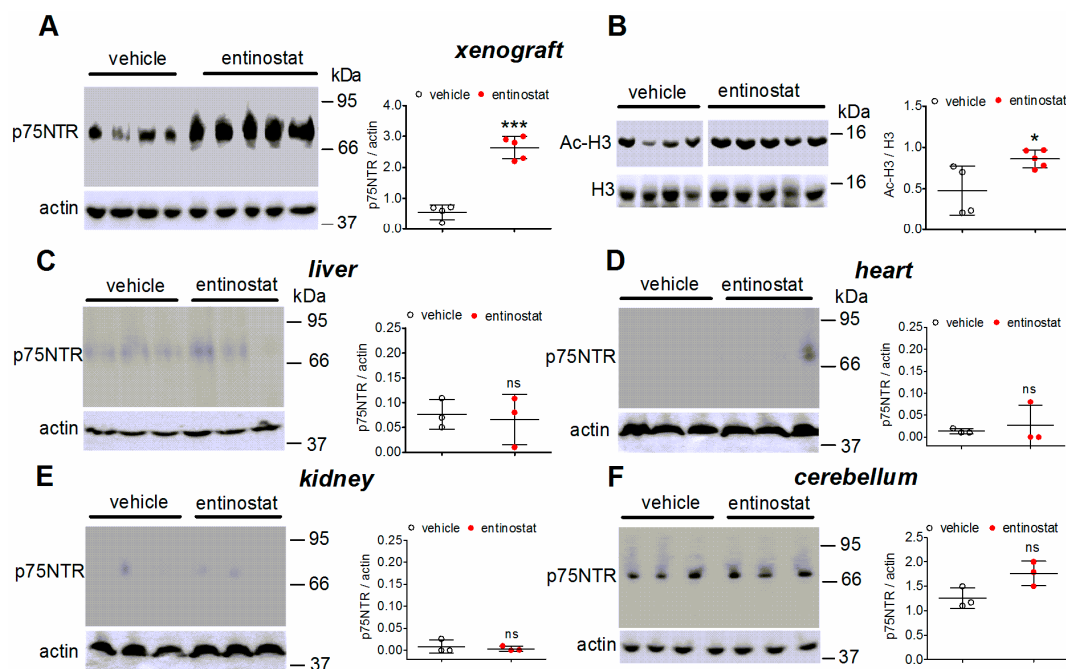 A
xenograft
vehicle
entinostat
kDa
p75NTR
95
66
actin
37
vehicle
entinostat
p75NTR / actin
4.0
3.0
2.0
1.0
0.0
***
B
vehicle
entinostat
kDa
Ac-H3
16
H3
16
vehicle
entinostat
Ac-H3 / H3
1.5
1.0
0.5
0.0
*
C
liver
vehicle
entinostat
kDa
p75NTR
95
66
actin
37
vehicle
entinostat
p75NTR / actin
0.25
0.20
0.15
0.10
0.05
0.00
ns
D
heart
vehicle
entinostat
kDa
p75NTR
95
66
actin
37
vehicle
entinostat
p75NTR / actin
0.25
0.20
0.15
0.10
0.05
0.00
ns
E
kidney
vehicle
entinostat
kDa
p75NTR
95
66
actin
37
vehicle
entinostat
p75NTR / actin
0.25
0.20
0.15
0.10
0.05
0.00
ns
F
cerebellum
vehicle
entinostat
kDa
p75NTR
95
66
actin
37
vehicle
entinostat
p75NTR / actin
2.5
2.0
1.5
1.0
0.5
0.0
ns